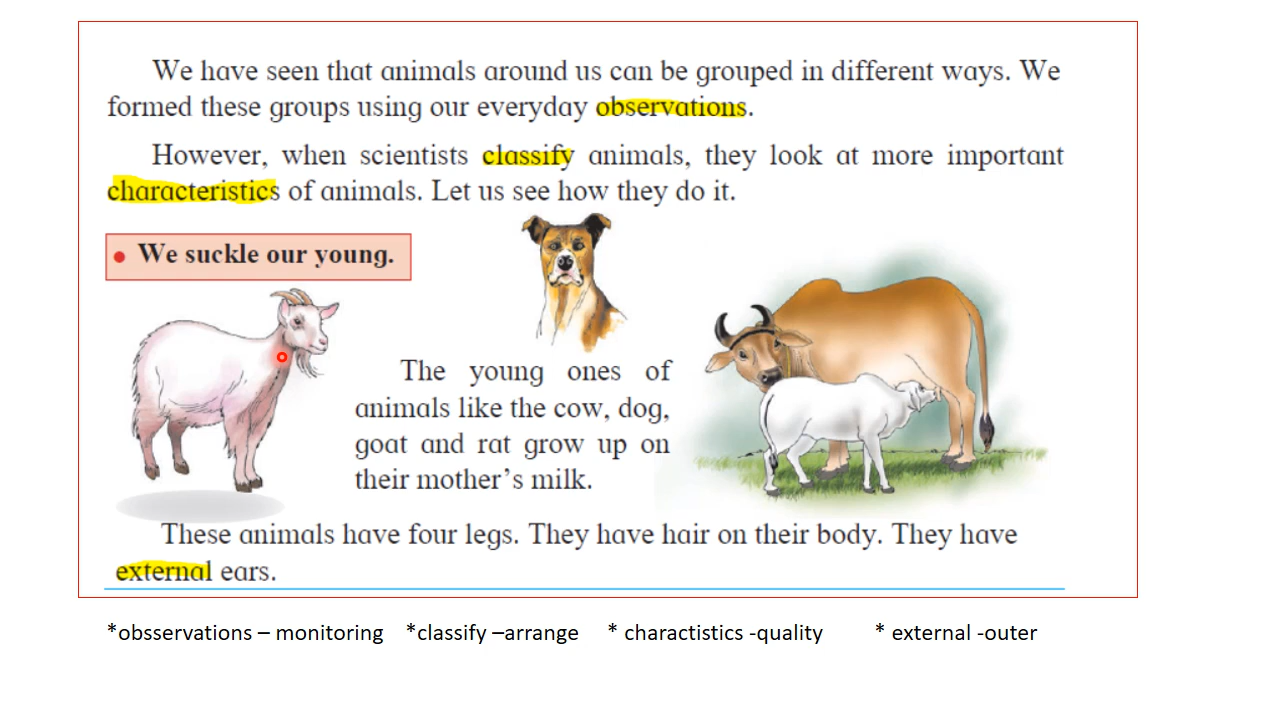 We have seen that animals around us can be grouped in different ways. We
formed these groups using our everyday observations.
However, when scientists classify animals, they look at more important
characteristics of animals. Let us see how they do it.
• We suckle our young.
The young ones of
animals like the cow, dog,
goat and rat grow up on
their mother's milk.
These animals have four legs. They have hair on their body. They have
external ears.
*obsservations – monitoring *classify –arrange * charactistics -quality * external -outer